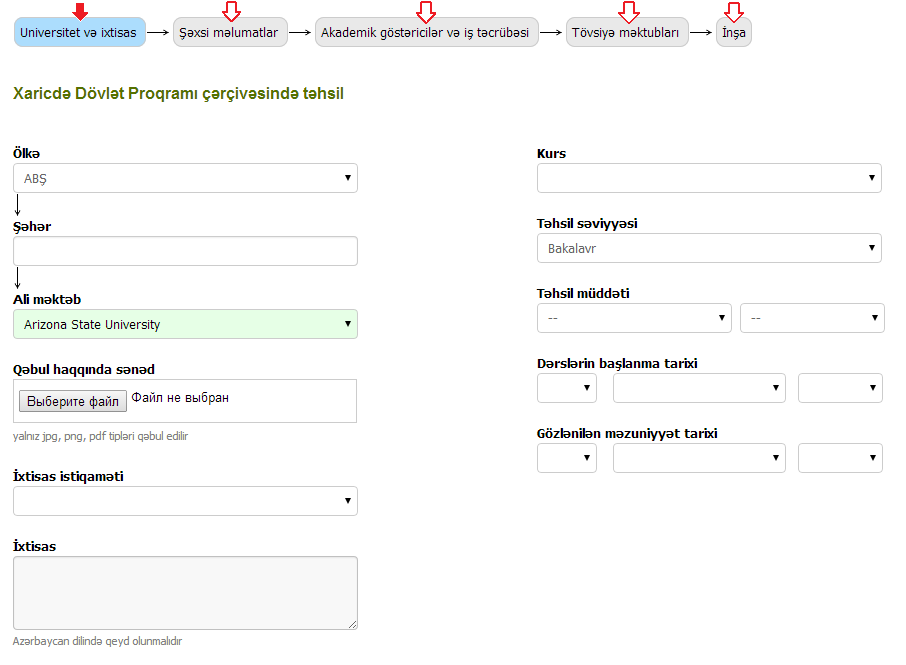 Universitet və ixtisas
Şəxsi məlumatlar
Akademik göstəricilər və iş təcrübəsi
Tövsiyə məktubları
İnşa
Xaricdə Dövlət Proqramı çərçivəsində təhsil
Ölkə
ABŞ
Şəhər
Ali məktəb
Arizona State University
Qəbul haqqında sənəd
Выберите файл Файл не выбран
yalnız jpg, png, pdf tipləri qəbul edilir
İxtisas istiqaməti
İxtisas
Azərbaycan dilində qeyd olunmalıdır
Kurs
Təhsil səviyyəsi
Bakalavr
Təhsil müddəti
-- --
Dərslərin başlanma tarixi
Gözlənilən məzuniyyət tarixi